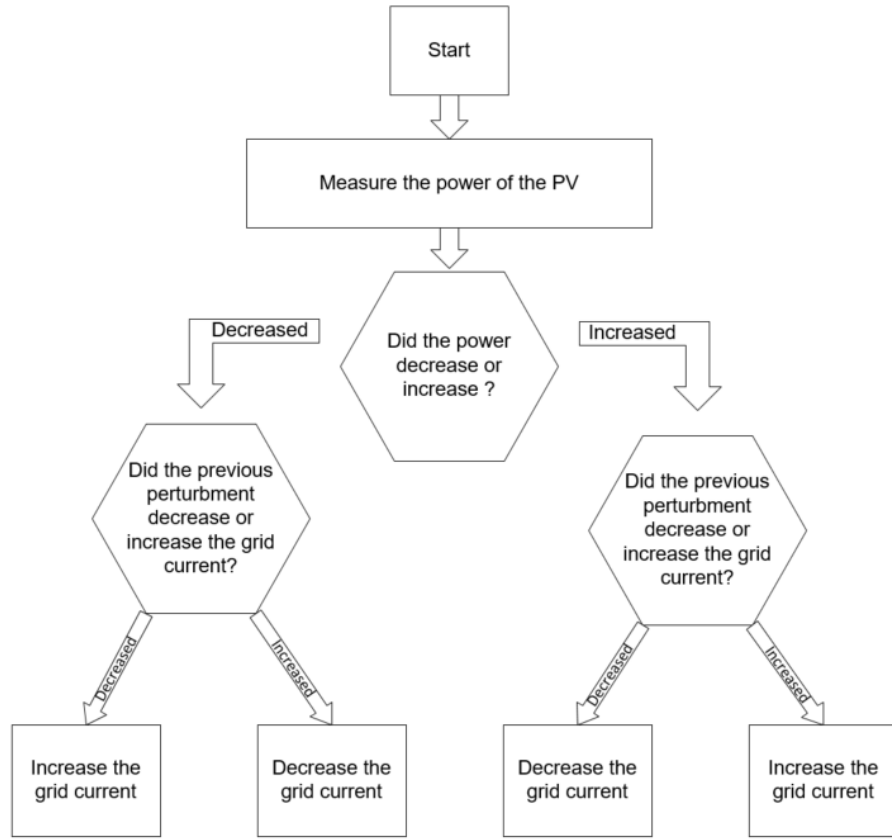 Start
Measure the power of the PV
Did the power
decrease or
increase ?
Decreased
Increased
Did the previous
perturbment
decrease or
increase the grid
current?
Did the previous
perturbment
decrease or
increase the grid
current?
Decreased
Increased
Decreased
Increased
Increase the
grid current
Decrease the
grid current
Decrease the
grid current
Increase the
grid current